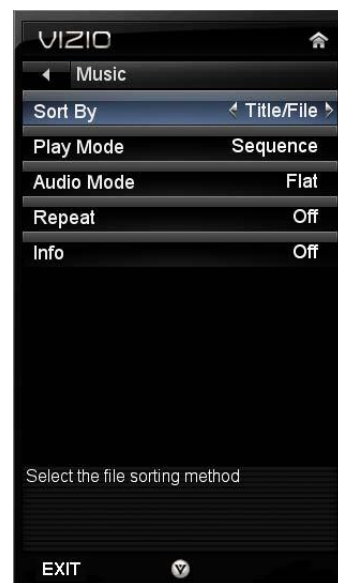 VIZIO
Music
Sort By Title/File
Play Mode Sequence
Audio Mode Flat
Repeat Off
Info Off
Select the file sorting method
EXIT V